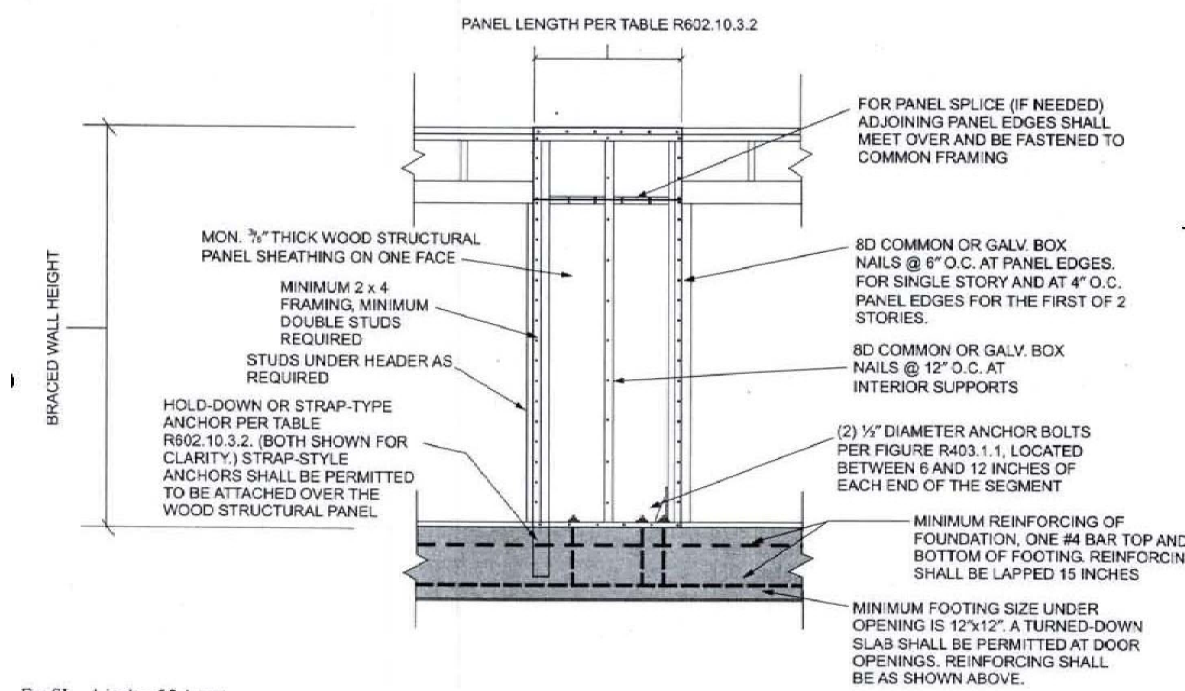 PANEL LENGTH PER TABLE R602.10.3.2
FOR PANEL SPLICE (IF NEEDED)
ADJOINING PANEL EDGES SHALL
MEET OVER AND BE FASTENED TO
COMMON FRAMING
BRACED WALL HEIGHT
MON. ⅜" THICK WOOD STRUCTURAL
PANEL SHEATHING ON ONE FACE
MINIMUM 2 x 4
FRAMING, MINIMUM
DOUBLE STUDS
REQUIRED
STUDS UNDER HEADER AS
REQUIRED
HOLD-DOWN OR STRAP-TYPE
ANCHOR PER TABLE
R602.10.3.2. (BOTH SHOWN FOR
CLARITY.) STRAP-STYLE
ANCHORS SHALL BE PERMITTED
TO BE ATTACHED OVER THE
WOOD STRUCTURAL PANEL
8D COMMON OR GALV. BOX
NAILS @ 6" O.C. AT PANEL EDGES.
FOR SINGLE STORY AND AT 4" O.C.
PANEL EDGES FOR THE FIRST OF 2
STORIES.
8D COMMON OR GALV. BOX
NAILS @ 12" O.C. AT
INTERIOR SUPPORTS
(2) ½" DIAMETER ANCHOR BOLTS
PER FIGURE R403.1.1, LOCATED
BETWEEN 6 AND 12 INCHES OF
EACH END OF THE SEGMENT
MINIMUM REINFORCING OF
FOUNDATION, ONE #4 BAR TOP AND
BOTTOM OF FOOTING. REINFORCIN
SHALL BE LAPPED 15 INCHES
MINIMUM FOOTING SIZE UNDER
OPENING IS 12"x12". A TURNED-DOWN
SLAB SHALL BE PERMITTED AT DOOR
OPENINGS. REINFORCING SHALL
BE AS SHOWN ABOVE.